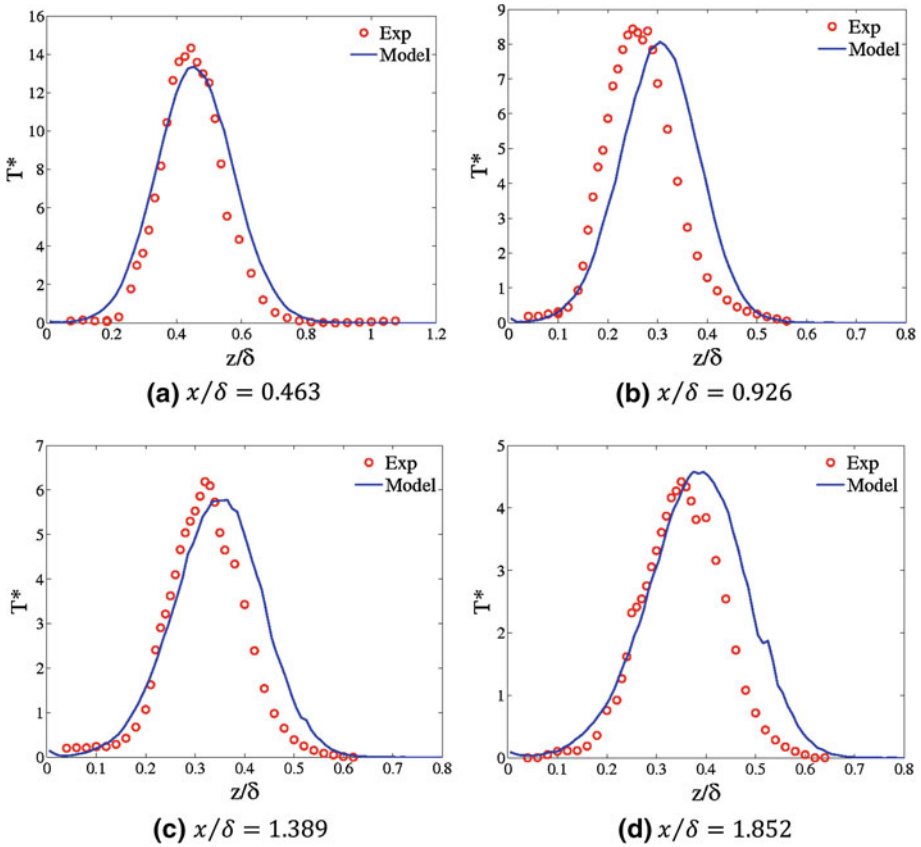 16
14
12
10
8
6
4
2
0
T*
Exp
Model
0 0.2 0.4 0.6 0.8 1 1.2
z/δ
(a) x/δ = 0.463
9
8
7
6
5
4
3
2
1
0
T*
Exp
Model
0 0.1 0.2 0.3 0.4 0.5 0.6 0.7 0.8
z/δ
(b) x/δ = 0.926
7
6
5
4
3
2
1
0
T*
Exp
Model
0 0.1 0.2 0.3 0.4 0.5 0.6 0.7 0.8
z/δ
(c) x/δ = 1.389
5
4
3
2
1
0
T*
Exp
Model
0 0.1 0.2 0.3 0.4 0.5 0.6 0.7 0.8
z/δ
(d) x/δ = 1.852